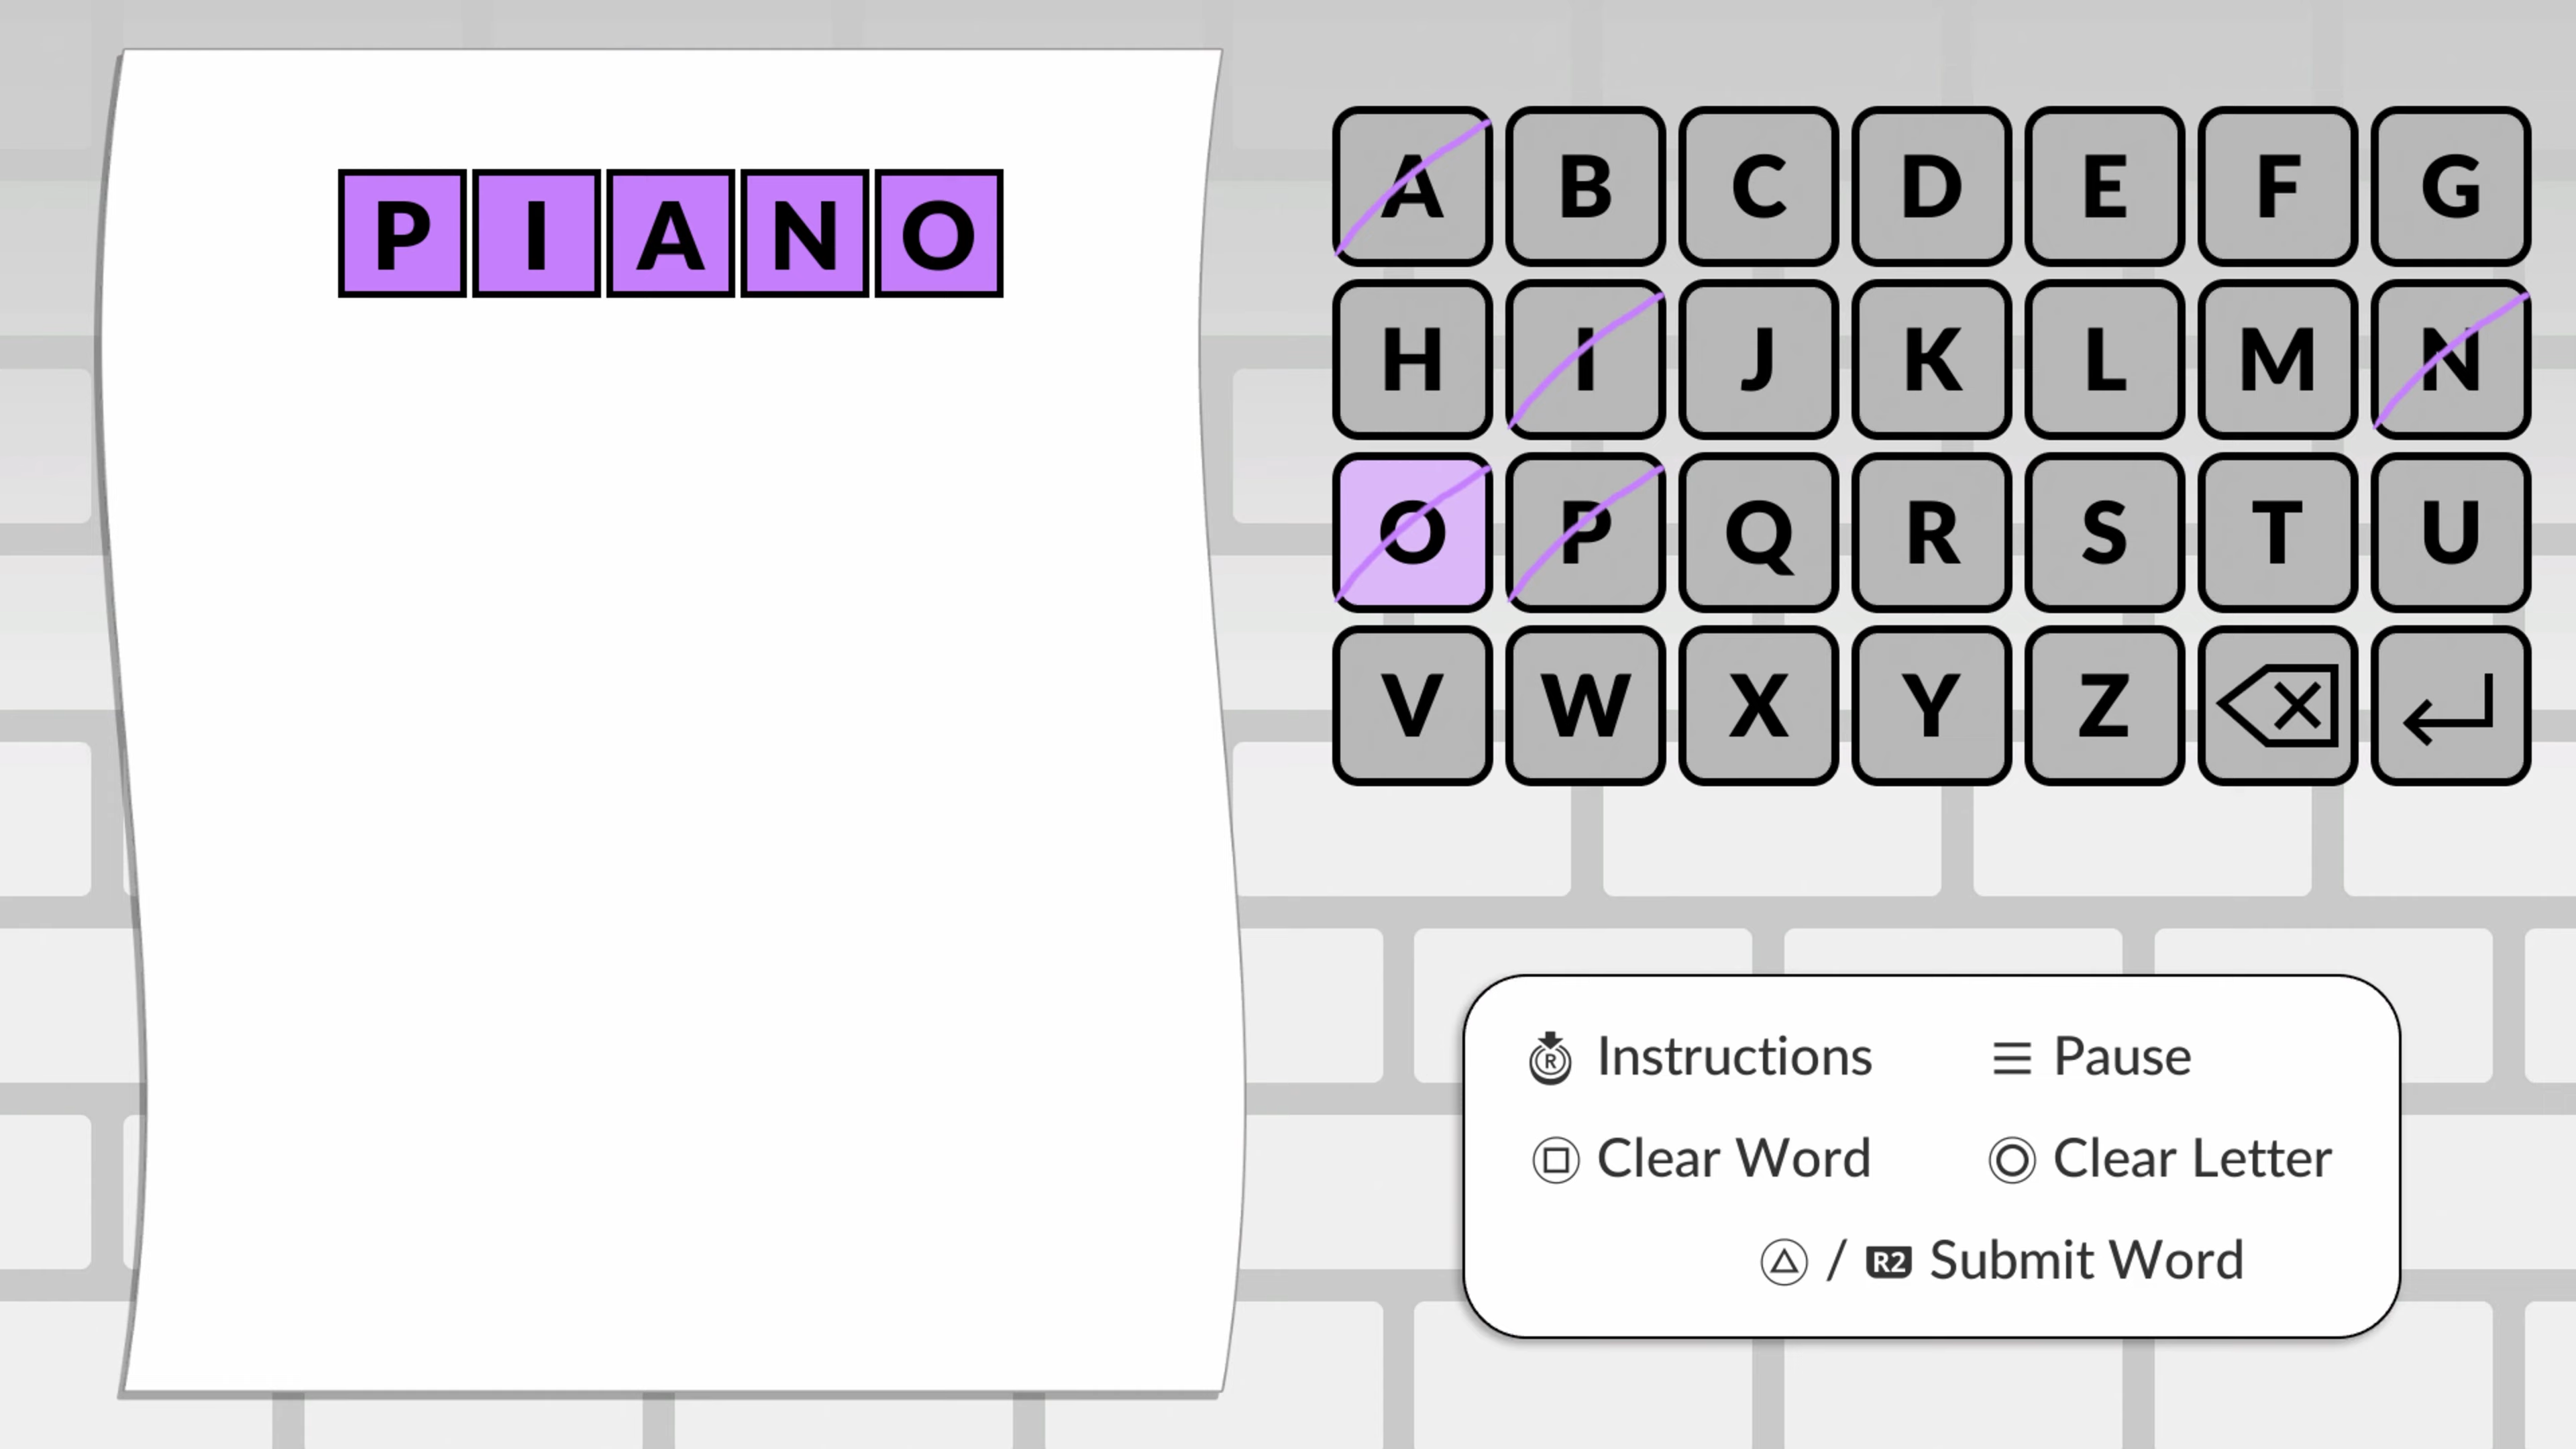 PIANO
A B C D E F G
H I J K L M N
O P Q R S T U
V W X Y Z
R Instructions
Pause
Clear Word
Clear Letter
/ R2 Submit Word